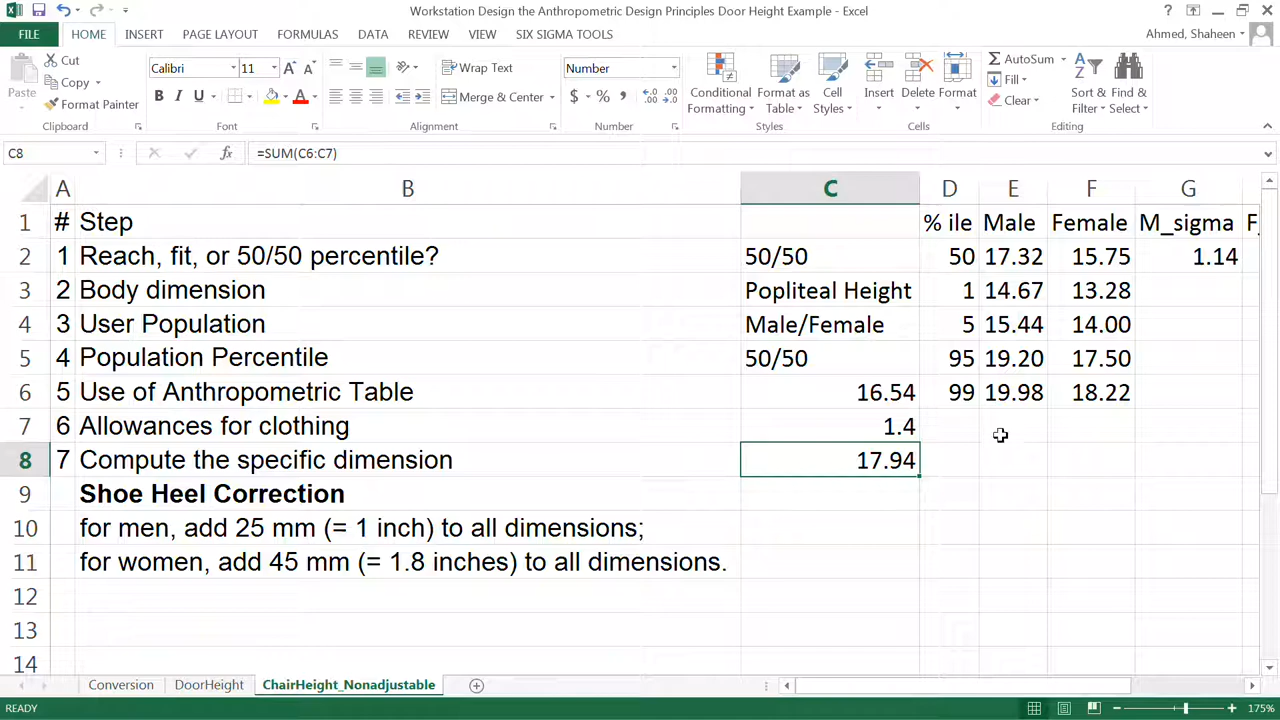 Workstation Design the Anthropometric Design Principles Door Height Example - Excel
FILE HOME INSERT PAGE LAYOUT FORMULAS DATA REVIEW VIEW SIX SIGMA TOOLS Ahmed, Shaheen
Paste
Cut
Copy
Format Painter
Clipboard
Calibri 11
B I U
Font
Wrap Text
Merge & Center
Alignment
Number
$ % ,
Number
Conditional Formatting
Format as Table
Cell Styles
Styles
Insert Delete Format
Cells
AutoSum
Fill
Clear
Sort & Filter
Find & Select
Editing
C8 fx =SUM(C6:C7)
A B C D E F G
1 # Step % ile Male Female M_sigma F_
2 1 Reach, fit, or 50/50 percentile? 50/50 50 17.32 15.75 1.14
3 2 Body dimension Popliteal Height 1 14.67 13.28
4 3 User Population Male/Female 5 15.44 14.00
5 4 Population Percentile 50/50 95 19.20 17.50
6 5 Use of Anthropometric Table 16.54 99 19.98 18.22
7 6 Allowances for clothing 1.4
8 7 Compute the specific dimension 17.94
9 Shoe Heel Correction
10 for men, add 25 mm (= 1 inch) to all dimensions;
11 for women, add 45 mm (= 1.8 inches) to all dimensions.
12
13
14
Conversion DoorHeight ChairHeight_Nonadjustable
READY 175%